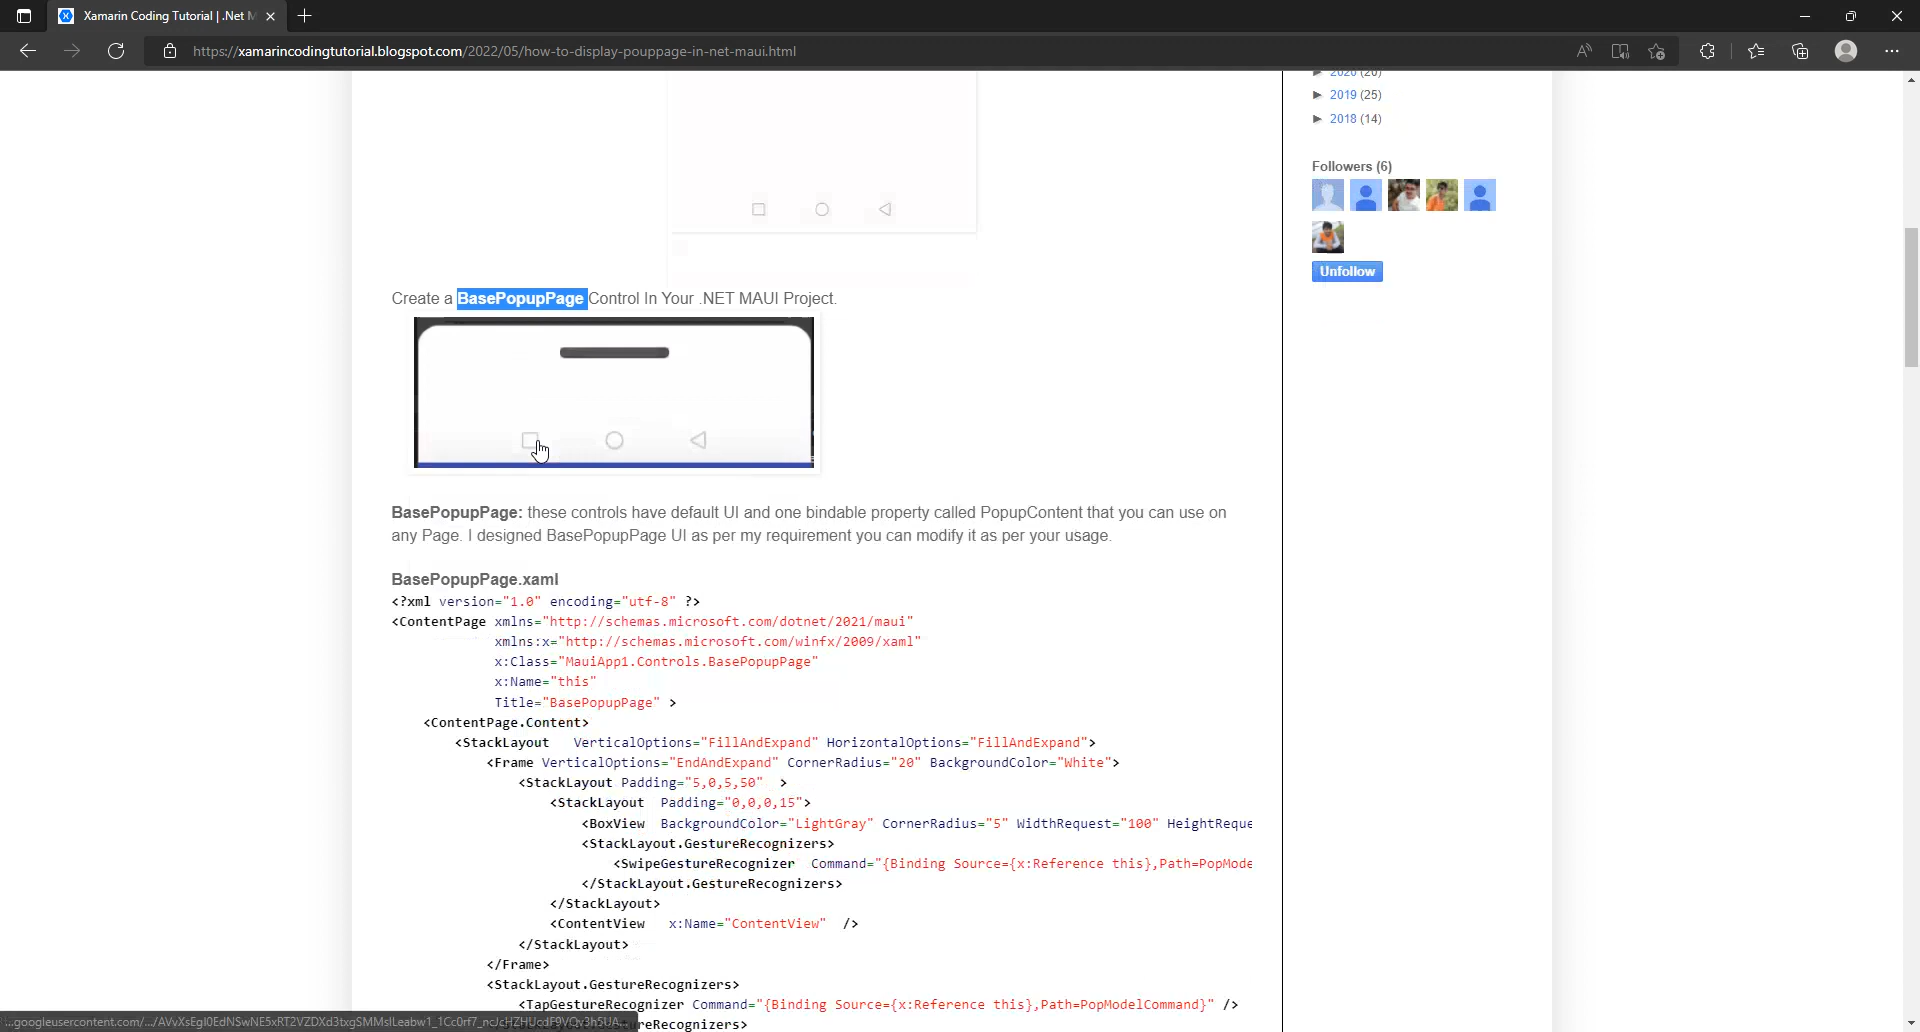 Xamarin Coding Tutorial | .Net M
https://xamarincodingtutorial.blogspot.com/2022/05/how-to-display-pouppage-in-net-maui.html
► 2020 (20)
► 2019 (25)
► 2018 (14)
Followers (6)
Unfollow
Create a BasePopupPage Control In Your .NET MAUI Project.
BasePopupPage: these controls have default UI and one bindable property called PopupContent that you can use on
any Page. I designed BasePopupPage UI as per my requirement you can modify it as per your usage.
BasePopupPage.xaml
<?xml version="1.0" encoding="utf-8" ?>
<ContentPage xmlns="http://schemas.microsoft.com/dotnet/2021/maui"
xmlns:x="http://schemas.microsoft.com/winfx/2009/xaml"
x:Class="MauiApp1.Controls.BasePopupPage"
x:Name="this"
Title="BasePopupPage" >
<ContentPage.Content>
<StackLayout VerticalOptions="FillAndExpand" HorizontalOptions="FillAndExpand">
<Frame VerticalOptions="EndAndExpand" CornerRadius="20" BackgroundColor="White">
<StackLayout Padding="5,0,5,50" >
<StackLayout Padding="0,0,0,15">
<BoxView BackgroundColor="LightGray" CornerRadius="5" WidthRequest="100" HeightReque
<StackLayout.GestureRecognizers>
<SwipeGestureRecognizer Command="{Binding Source={x:Reference this},Path=PopMode
</StackLayout.GestureRecognizers>
</StackLayout>
<ContentView x:Name="ContentView" />
</StackLayout>
</Frame>
<StackLayout.GestureRecognizers>
<TapGestureRecognizer Command="{Binding Source={x:Reference this},Path=PopModelCommand}" />
reRecognizers>